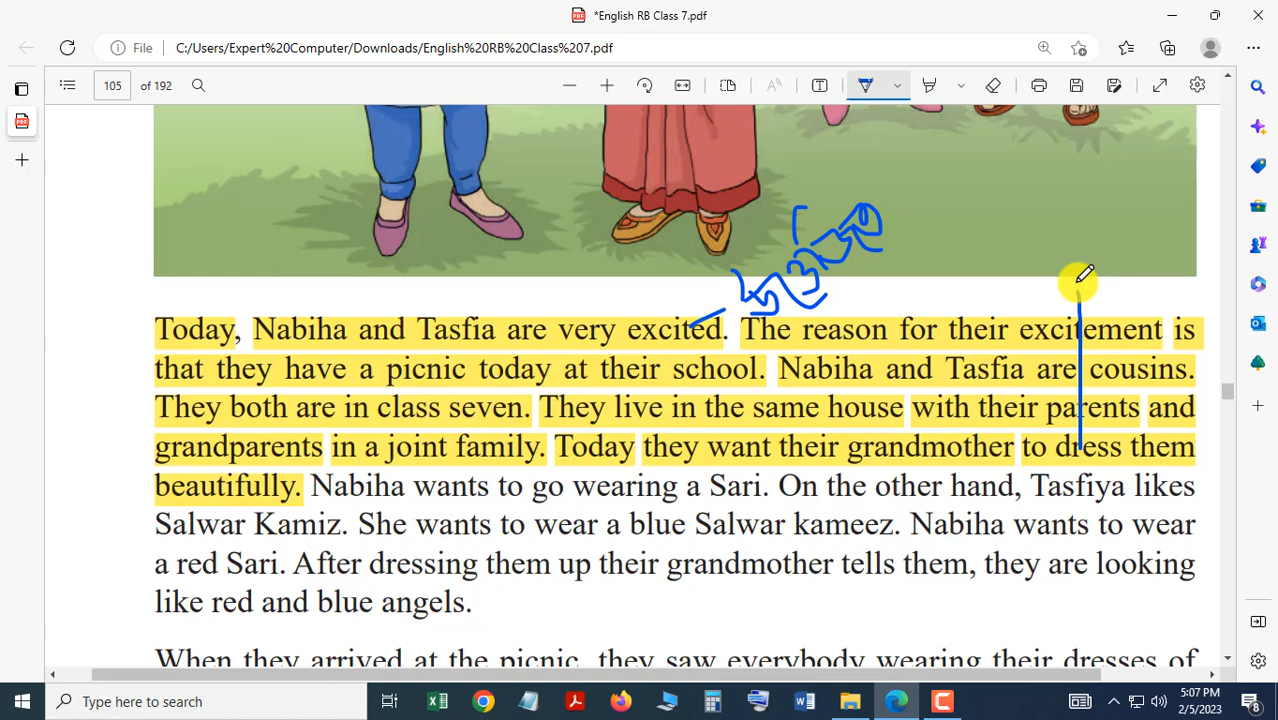 *English RB Class 7.pdf
File C:/Users/Expert%20Computer/Downloads/English%20RB%20Class%207.pdf
105 of 192
Today, Nabiha and Tasfia are very excited. The reason for their excitement is
that they have a picnic today at their school. Nabiha and Tasfia are cousins.
They both are in class seven. They live in the same house with their parents and
grandparents in a joint family. Today they want their grandmother to dress them
beautifully. Nabiha wants to go wearing a Sari. On the other hand, Tasfiya likes
Salwar Kamiz. She wants to wear a blue Salwar kameez. Nabiha wants to wear
a red Sari. After dressing them up their grandmother tells them, they are looking
like red and blue angels.
When they arrived at the picnic, they saw everybody wearing their dresses of
Type here to search
5:07 PM
2/5/2023
8